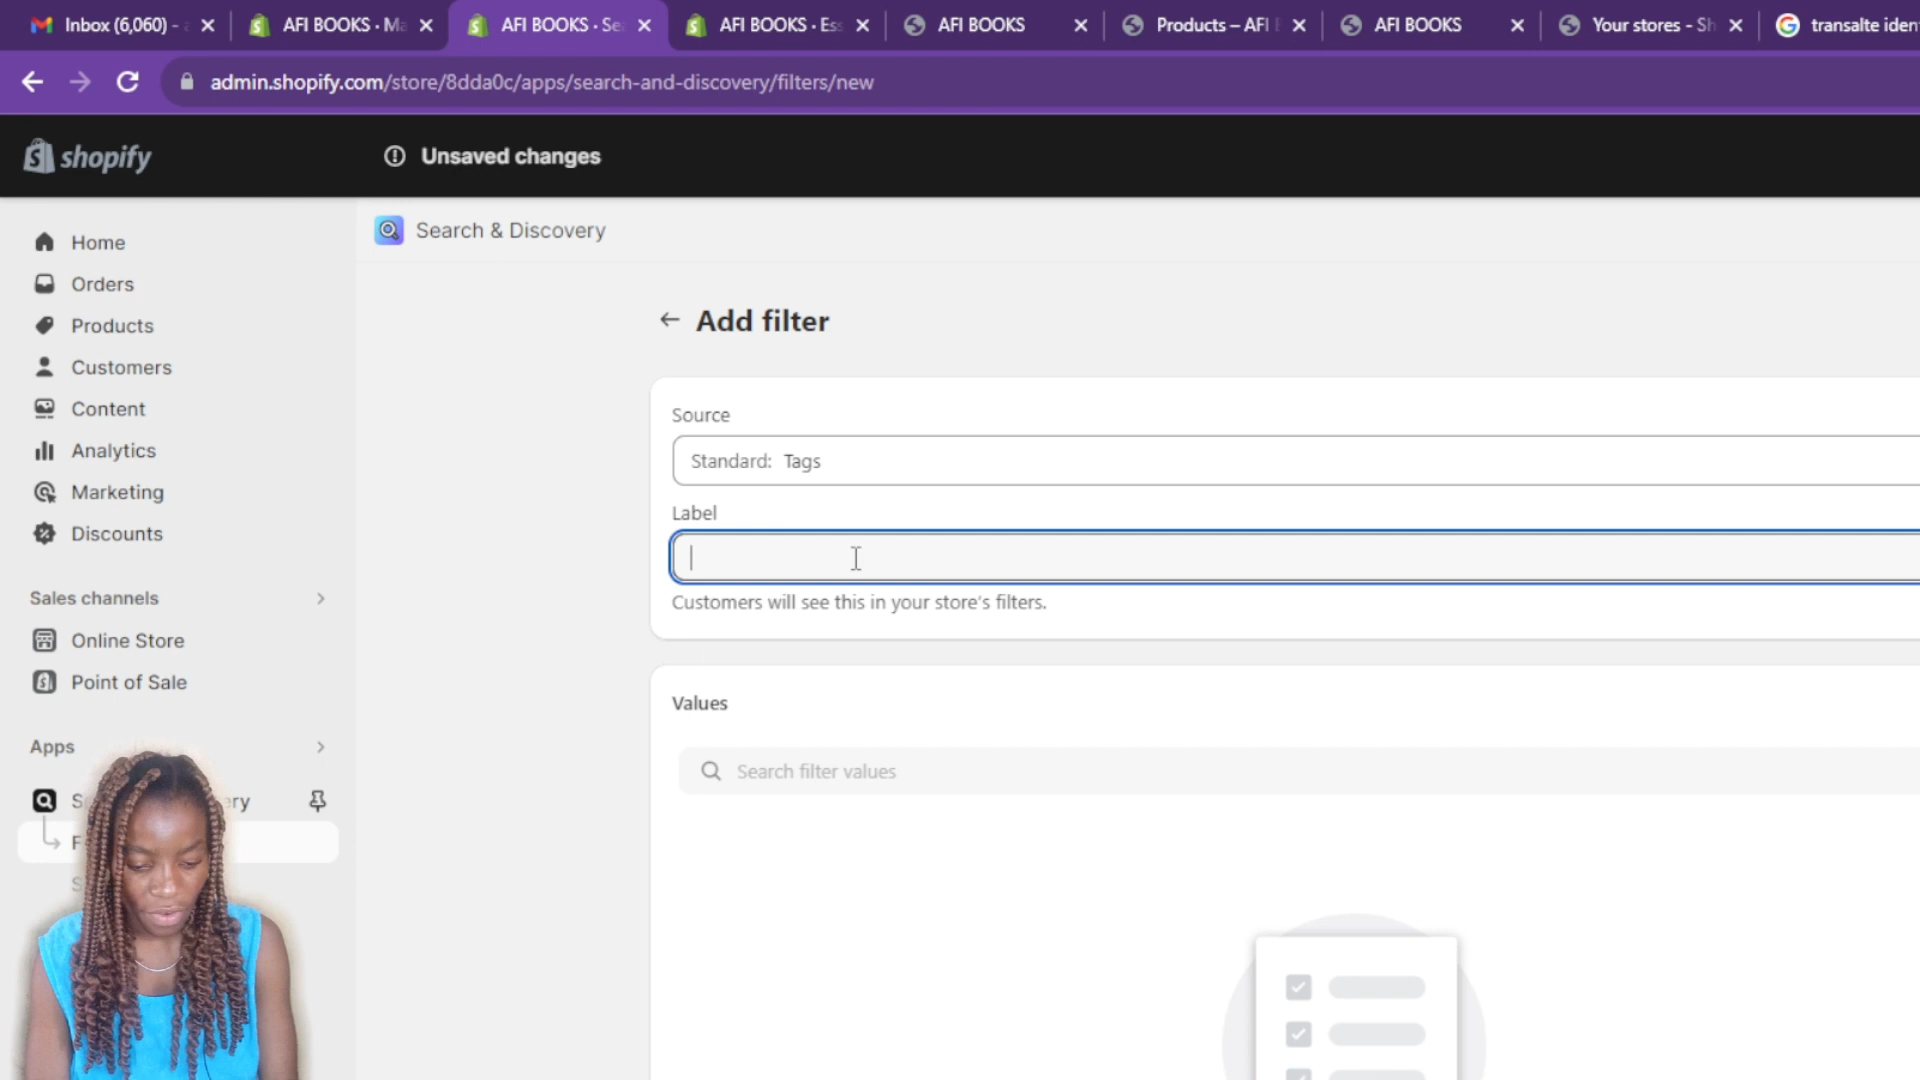 Inbox (6,060) -
AFI BOOKS · Ma
AFI BOOKS · Se
AFI BOOKS · Ess
AFI BOOKS
Products – AFI
AFI BOOKS
Your stores - Sh
transalte iden
admin.shopify.com/store/8dda0c/apps/search-and-discovery/filters/new
shopify
Unsaved changes
Search & Discovery
Home
Orders
Products
Customers
Content
Analytics
Marketing
Discounts
Sales channels
Online Store
Point of Sale
Apps
Add filter
Source
Standard: Tags
Label
Customers will see this in your store's filters.
Values
Search filter values